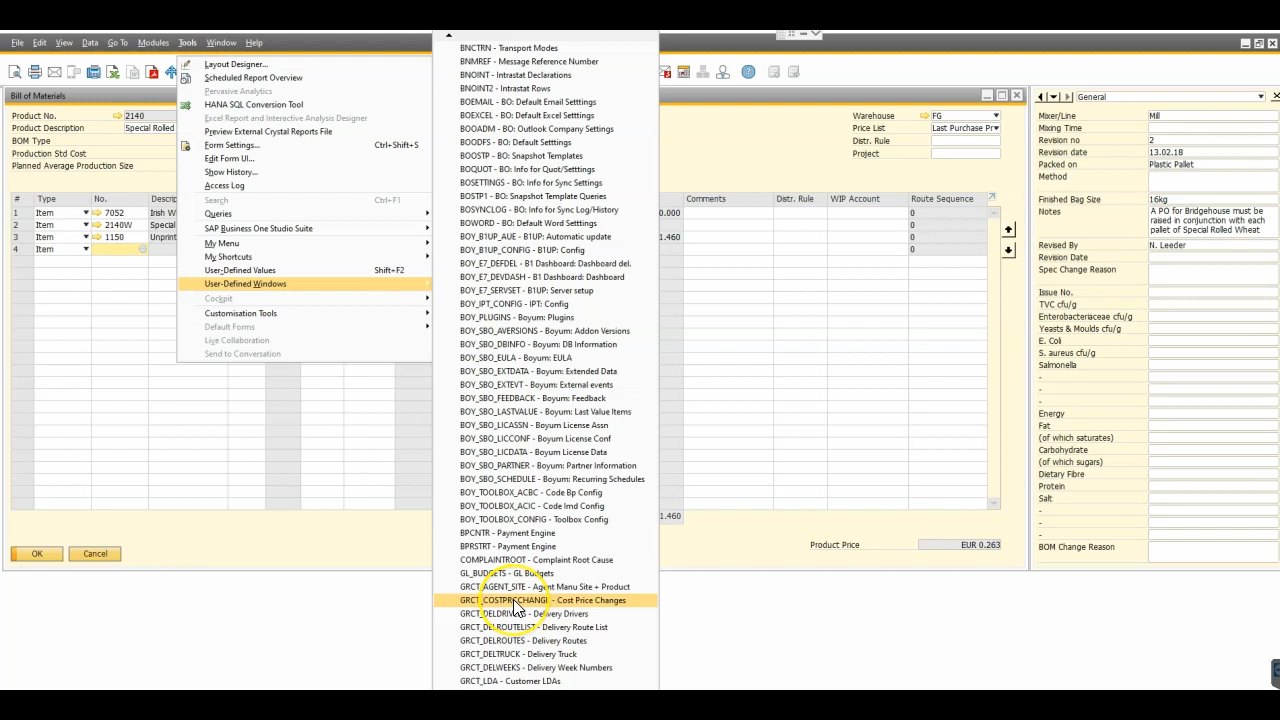 File Edit View Data Go To Modules Tools Window Help
Bill of Materials
Product No. 2140
Product Description Special Rolled
BOM Type
Production Std Cost
Planned Average Production Size
Warehouse FG
Price List Last Purchase Pr
Distr. Rule
Project
# Type No. Descrip Comments Distr. Rule WIP Account Route Sequence
1 Item 7052 Irish W 0.000 0
2 Item 2140W Special 0
3 Item 1150 Unprint 1.460 0
4 Item 0
1.460
Product Price EUR 0.263
OK Cancel
Layout Designer...
Scheduled Report Overview
Pervasive Analytics
HANA SQL Conversion Tool
Excel Report and Interactive Analysis Designer
Preview External Crystal Reports File
Form Settings... Ctrl+Shift+S
Edit Form UI...
Show History...
Access Log
Search Ctrl+F1
Queries
SAP Business One Studio Suite
My Menu
My Shortcuts
User-Defined Values Shift+F2
User-Defined Windows
Cockpit
Customisation Tools
Default Forms
Live Collaboration
Send to Conversation
BNCTRN - Transport Modes
BNMREF - Message Reference Number
BNOINT - Intrastat Declarations
BNOINT2 - Intrastat Rows
BOEMAIL - BO: Default Email Setttings
BOEXCEL - BO: Default Excel Setttings
BOOADM - BO: Outlook Company Settings
BOODFS - BO: Default Setttings
BOOSTP - BO: Snapshot Templates
BOQUOT - BO: Info for Quot/Setttings
BOSETTINGS - BO: Info for Sync Settings
BOSTP1 - BO: Snapshot Template Queries
BOSYNCLOG - BO: Info for Sync Log/History
BOWORD - BO: Default Word Setttings
BOY_B1UP_AUE - B1UP: Automatic update
BOY_B1UP_CONFIG - B1UP: Config
BOY_E7_DEFDEL - B1 Dashboard: Dashboard del.
BOY_E7_DEVDASH - B1 Dashboard: Dashboard
BOY_E7_SERVSET - B1UP: Server setup
BOY_IPT_CONFIG - IPT: Config
BOY_PLUGINS - Boyum: Plugins
BOY_SBO_AVERSIONS - Boyum: Addon Versions
BOY_SBO_DBINFO - Boyum: DB Information
BOY_SBO_EULA - Boyum: EULA
BOY_SBO_EXTDATA - Boyum: Extended Data
BOY_SBO_EXTEVT - Boyum: External events
BOY_SBO_FEEDBACK - Boyum: Feedback
BOY_SBO_LASTVALUE - Boyum: Last Value Items
BOY_SBO_LICASSN - Boyum License Assn
BOY_SBO_LICCONF - Boyum License Conf
BOY_SBO_LICDATA - Boyum License Data
BOY_SBO_PARTNER - Boyum: Partner Information
BOY_SBO_SCHEDULE - Boyum: Recurring Schedules
BOY_TOOLBOX_ACBC - Code Bp Config
BOY_TOOLBOX_ACIC - Code Imd Config
BOY_TOOLBOX_CONFIG - Toolbox Config
BPCNTR - Payment Engine
BPRSTRT - Payment Engine
COMPLAINTROOT - Complaint Root Cause
GL_BUDGETS - GL Budgets
GRCT_AGENT_SITE - Agent Manu Site + Product
GRCT_COSTPRCHANGE - Cost Price Changes
GRCT_DELDRIVERS - Delivery Drivers
GRCT_DELROUTELIST - Delivery Route List
GRCT_DELROUTES - Delivery Routes
GRCT_DELTRUCK - Delivery Truck
GRCT_DELWEEKS - Delivery Week Numbers
GRCT_LDA - Customer LDAs
General
Mixer/Line Mill
Mixing Time
Revision no 2
Revision date 13.02.18
Packed on Plastic Pallet
Method
Finished Bag Size 16kg
Notes A PO for Bridgehouse must be
raised in conjunction with each
pallet of Special Rolled Wheat
Revised By N. Leeder
Revision Date
Spec Change Reason
Issue No.
TVC cfu/g
Enterobacteriaceae cfu/g
Yeasts & Moulds cfu/g
E. Coli
S. aureus cfu/g
Salmonella
-
-
-
Energy
Fat
(of which saturates)
Carbohydrate
(of which sugars)
Dietary Fibre
Protein
Salt
-
-
-
BOM Change Reason